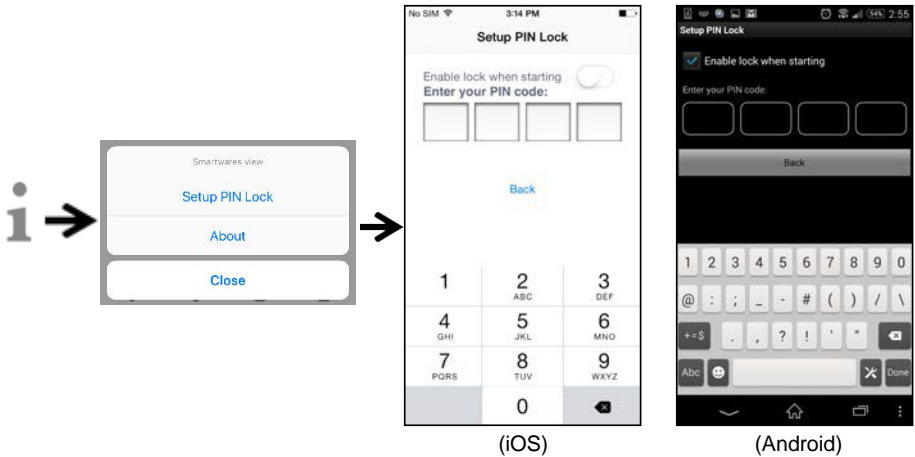 i
Smartwares view
Setup PIN Lock
About
Close
No SIM 3:14 PM
Setup PIN Lock
Enable lock when starting
Enter your PIN code:
Back
1 2 3
ABC DEF
4 5 6
GHI JKL MNO
7 8 9
PQRS TUV WXYZ
0
(iOS)
54% 2:55
Setup PIN Lock
Enable lock when starting
Enter your PIN code:
Back
1 2 3 4 5 6 7 8 9 0
@ : ; _ - # ( ) / \
+=$ . , ? ! ' "
Abc Done
(Android)